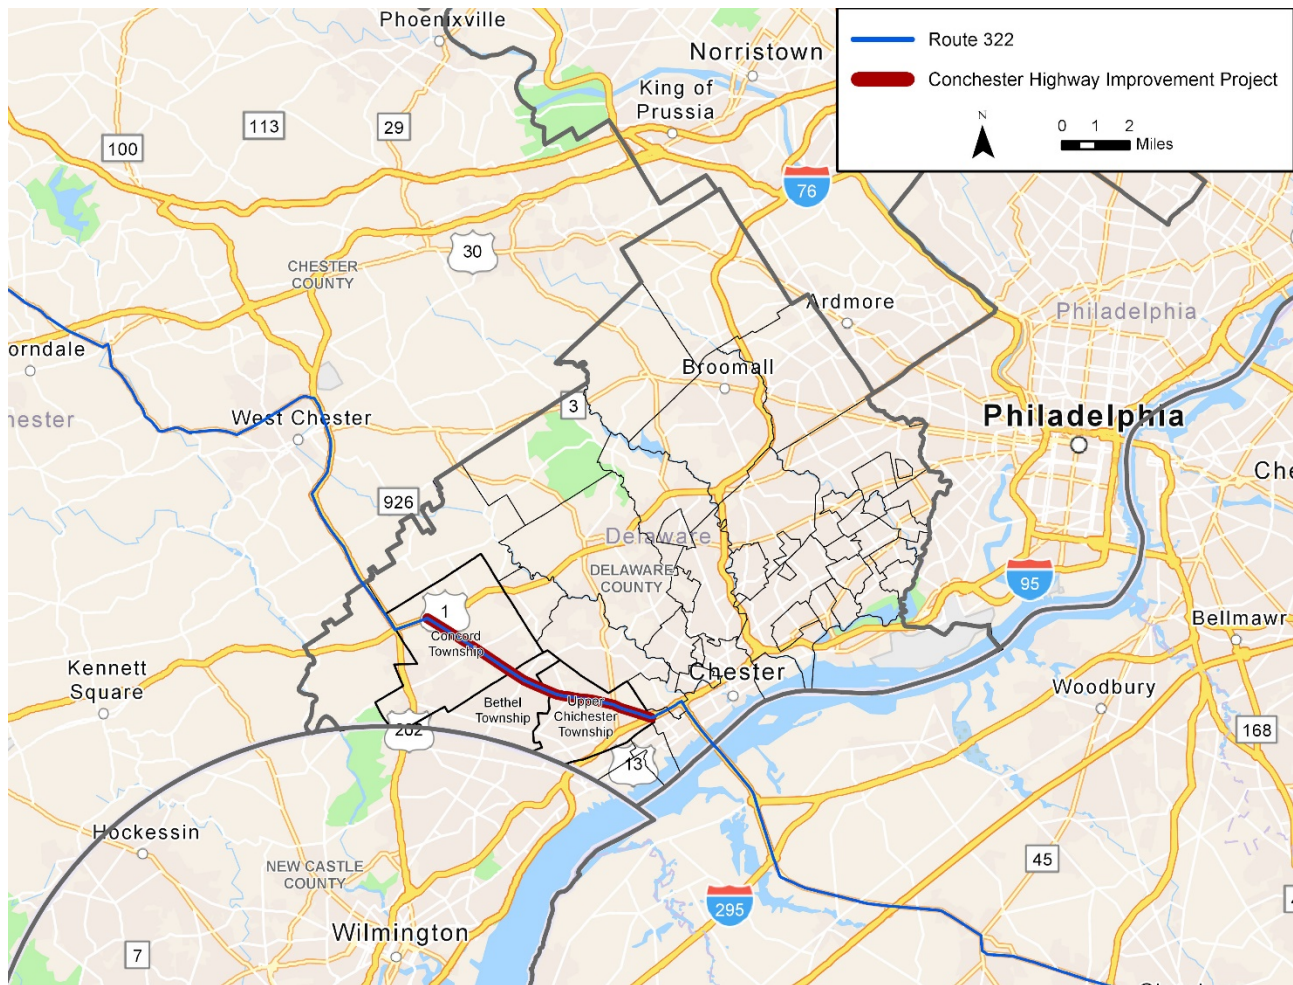 Phoenixville
Norristown
King of
Prussia
Route 322
Conchester Highway Improvement Project
N
0 1 2
Miles
113
29
100
76
30
CHESTER
COUNTY
Ardmore
Philadelphia
orndale
Broomall
hester
West Chester
3
Philadelphia
Che
926
Delaware
DELAWARE
COUNTY
95
1
Concord
Township
Bellmawr
Kennett
Square
Chester
Woodbury
Bethel
Township
Upper
Chichester
Township
202
168
13
Hockessin
NEW CASTLE
COUNTY
45
295
Wilmington
7